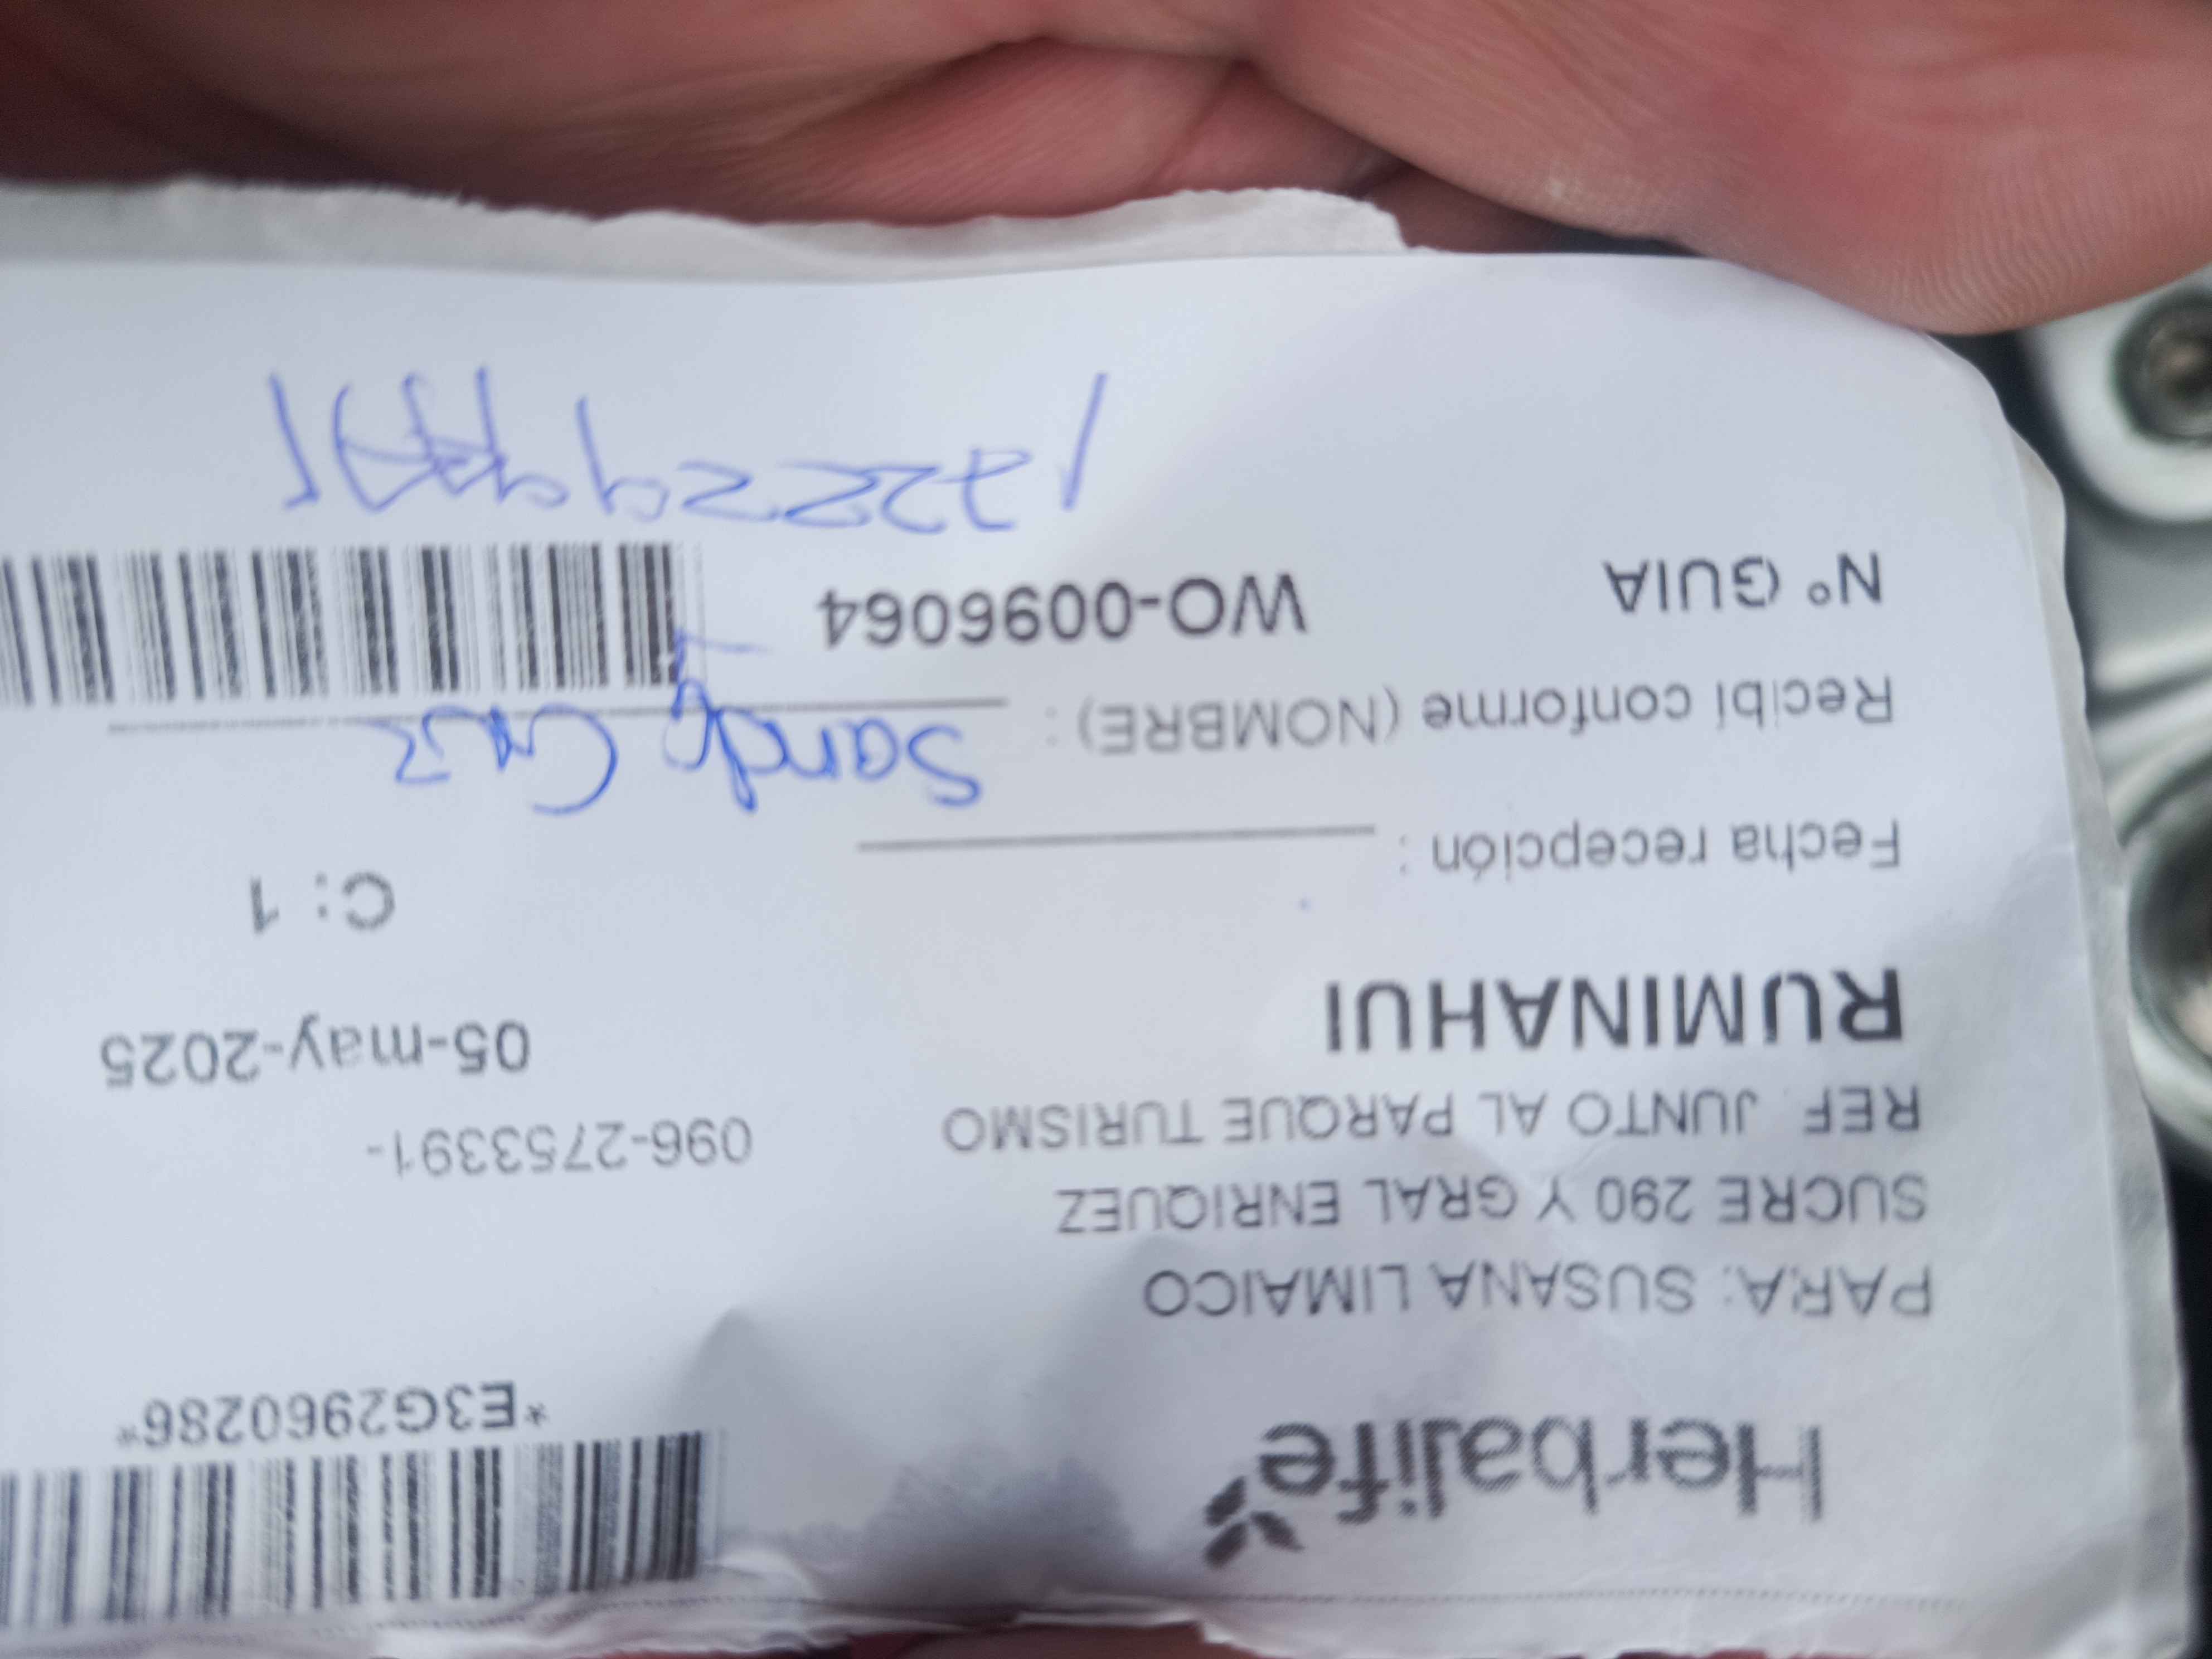 Herbalife
*E3G2960286*
PARA: SUSANA LIMAICO
SUCRE 290 Y GRAL ENRIQUEZ
REF JUNTO AL PARQUE TURISMO 096-2753391-
RUMINAHUI 05-may-2025
Fecha recepción : C: 1
Recibi conforme (NOMBRE) : Cruz
Nº GUIA WO-0096064